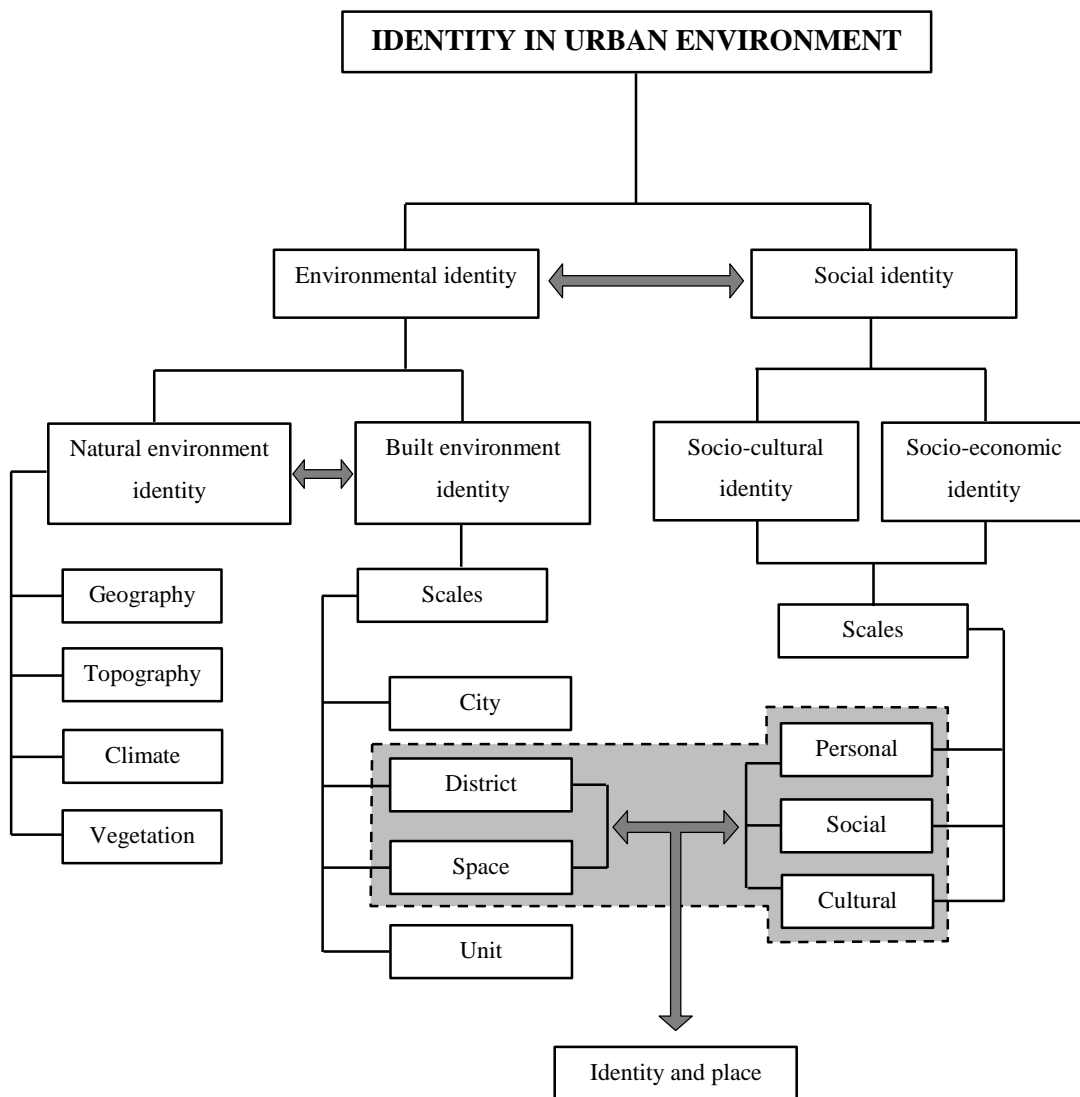 IDENTITY IN URBAN ENVIRONMENT
Environmental identity
Social identity
Natural environment
identity
Built environment
identity
Socio-cultural
identity
Socio-economic
identity
Geography
Topography
Climate
Vegetation
Scales
City
District
Space
Unit
Scales
Personal
Social
Cultural
Identity and place